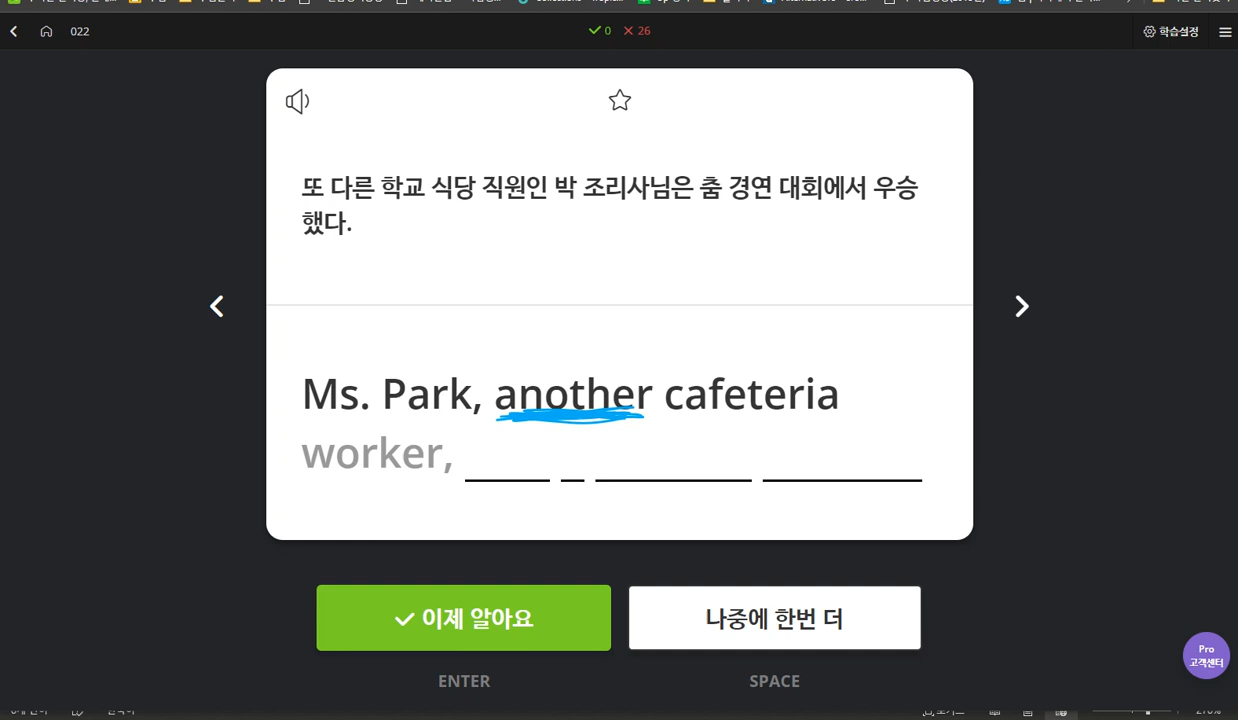 022
0
26
학습설정
또 다른 학교 식당 직원인 박 조리사님은 춤 경연 대회에서 우승
했다.
Ms. Park, another cafeteria
worker,
이제 알아요
나중에 한번 더
ENTER
SPACE
Pro
고객센터